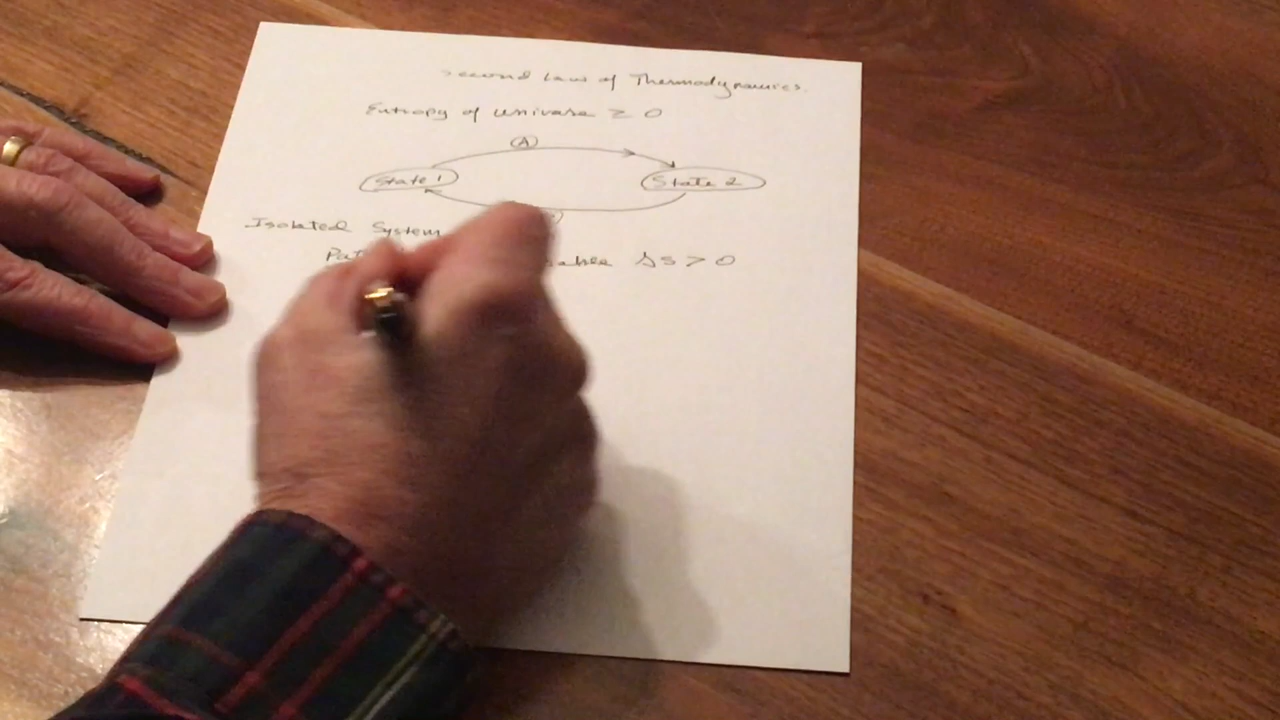 Second Law of Thermodynamics.
Entropy of universe ≥ 0
A
State 1 State 2
Isolated System
ΔS > 0